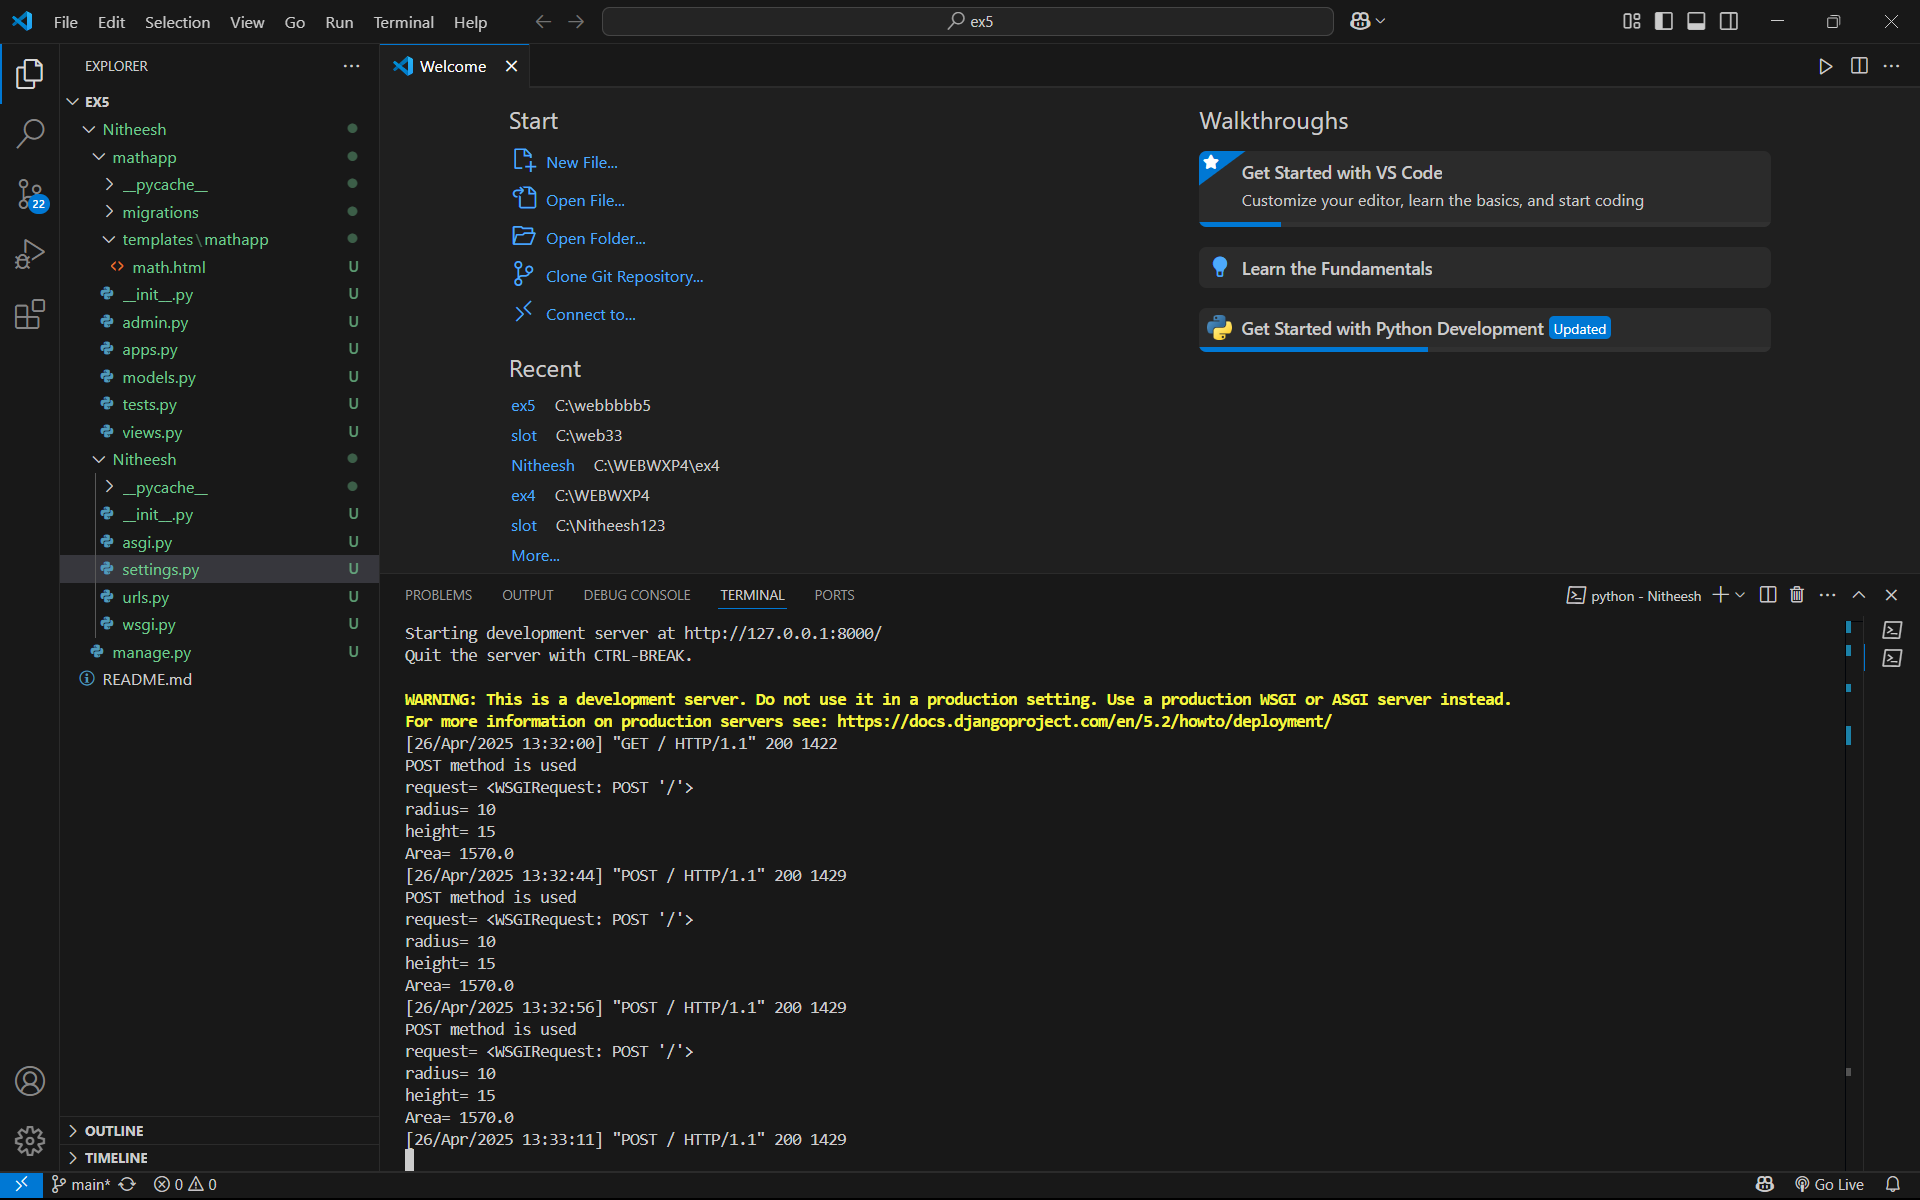 File Edit Selection View Go Run Terminal Help
ex5
EXPLORER
EX5
Nitheesh
mathapp
__pycache__
migrations
templates\mathapp
math.html U
__init__.py U
admin.py U
apps.py U
models.py U
tests.py U
views.py U
Nitheesh
__pycache__
__init__.py U
asgi.py U
settings.py U
urls.py U
wsgi.py U
manage.py U
README.md
OUTLINE
TIMELINE
22
Welcome
Start
New File...
Open File...
Open Folder...
Clone Git Repository...
Connect to...
Recent
ex5 C:\webbbbb5
slot C:\web33
Nitheesh C:\WEBWXP4\ex4
ex4 C:\WEBWXP4
slot C:\Nitheesh123
More...
Walkthroughs
Get Started with VS Code
Customize your editor, learn the basics, and start coding
Learn the Fundamentals
Get Started with Python Development Updated
PROBLEMS OUTPUT DEBUG CONSOLE TERMINAL PORTS
python - Nitheesh
Starting development server at http://127.0.0.1:8000/
Quit the server with CTRL-BREAK.
WARNING: This is a development server. Do not use it in a production setting. Use a production WSGI or ASGI server instead.
For more information on production servers see: https://docs.djangoproject.com/en/5.2/howto/deployment/
[26/Apr/2025 13:32:00] "GET / HTTP/1.1" 200 1422
POST method is used
request= <WSGIRequest: POST '/'>
radius= 10
height= 15
Area= 1570.0
[26/Apr/2025 13:32:44] "POST / HTTP/1.1" 200 1429
POST method is used
request= <WSGIRequest: POST '/'>
radius= 10
height= 15
Area= 1570.0
[26/Apr/2025 13:32:56] "POST / HTTP/1.1" 200 1429
POST method is used
request= <WSGIRequest: POST '/'>
radius= 10
height= 15
Area= 1570.0
[26/Apr/2025 13:33:11] "POST / HTTP/1.1" 200 1429
main* 0 0 Go Live